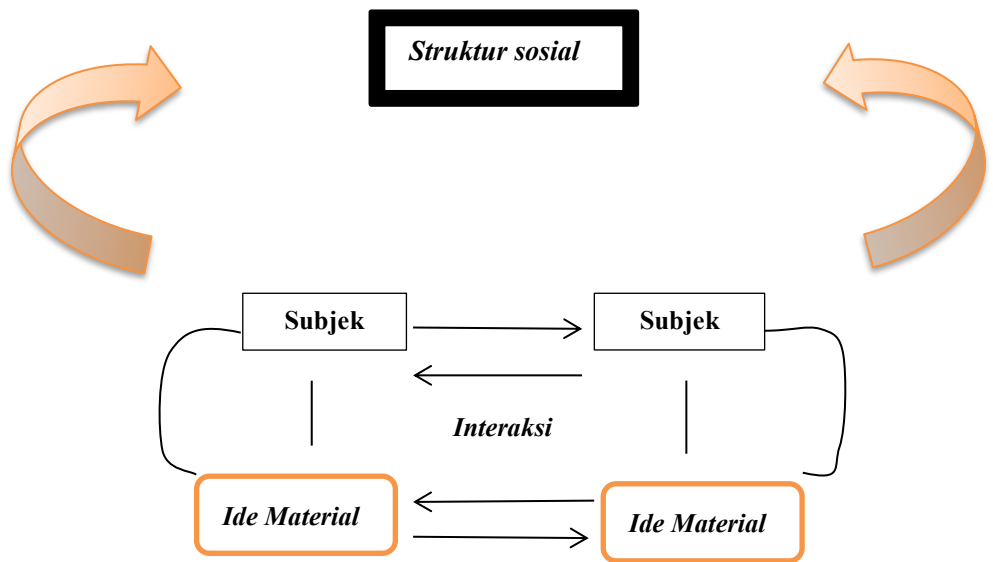 Struktur sosial
Subjek
Subjek
Interaksi
Ide Material
Ide Material